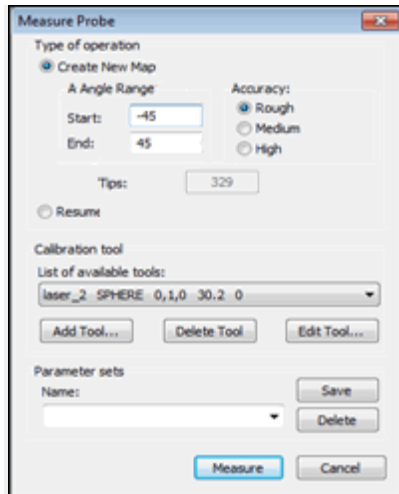 Measure Probe
Type of operation
Create New Map
A Angle Range
Start: -45
End: 45
Accuracy:
Rough
Medium
High
Tips: 329
Resume
Calibration tool
List of available tools:
laser_2 SPHERE 0,1,0 30.2 0
Add Tool... Delete Tool Edit Tool...
Parameter sets
Name:
Save
Delete
Measure Cancel